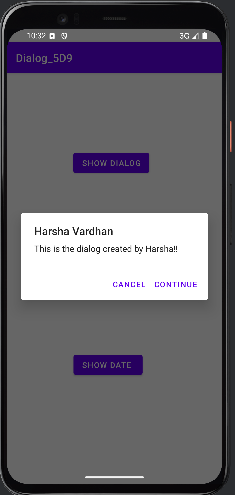 10:32
3G
Dialog_5D9
SHOW DIALOG
Harsha Vardhan
This is the dialog created by Harsha!!
CANCEL CONTINUE
SHOW DATE